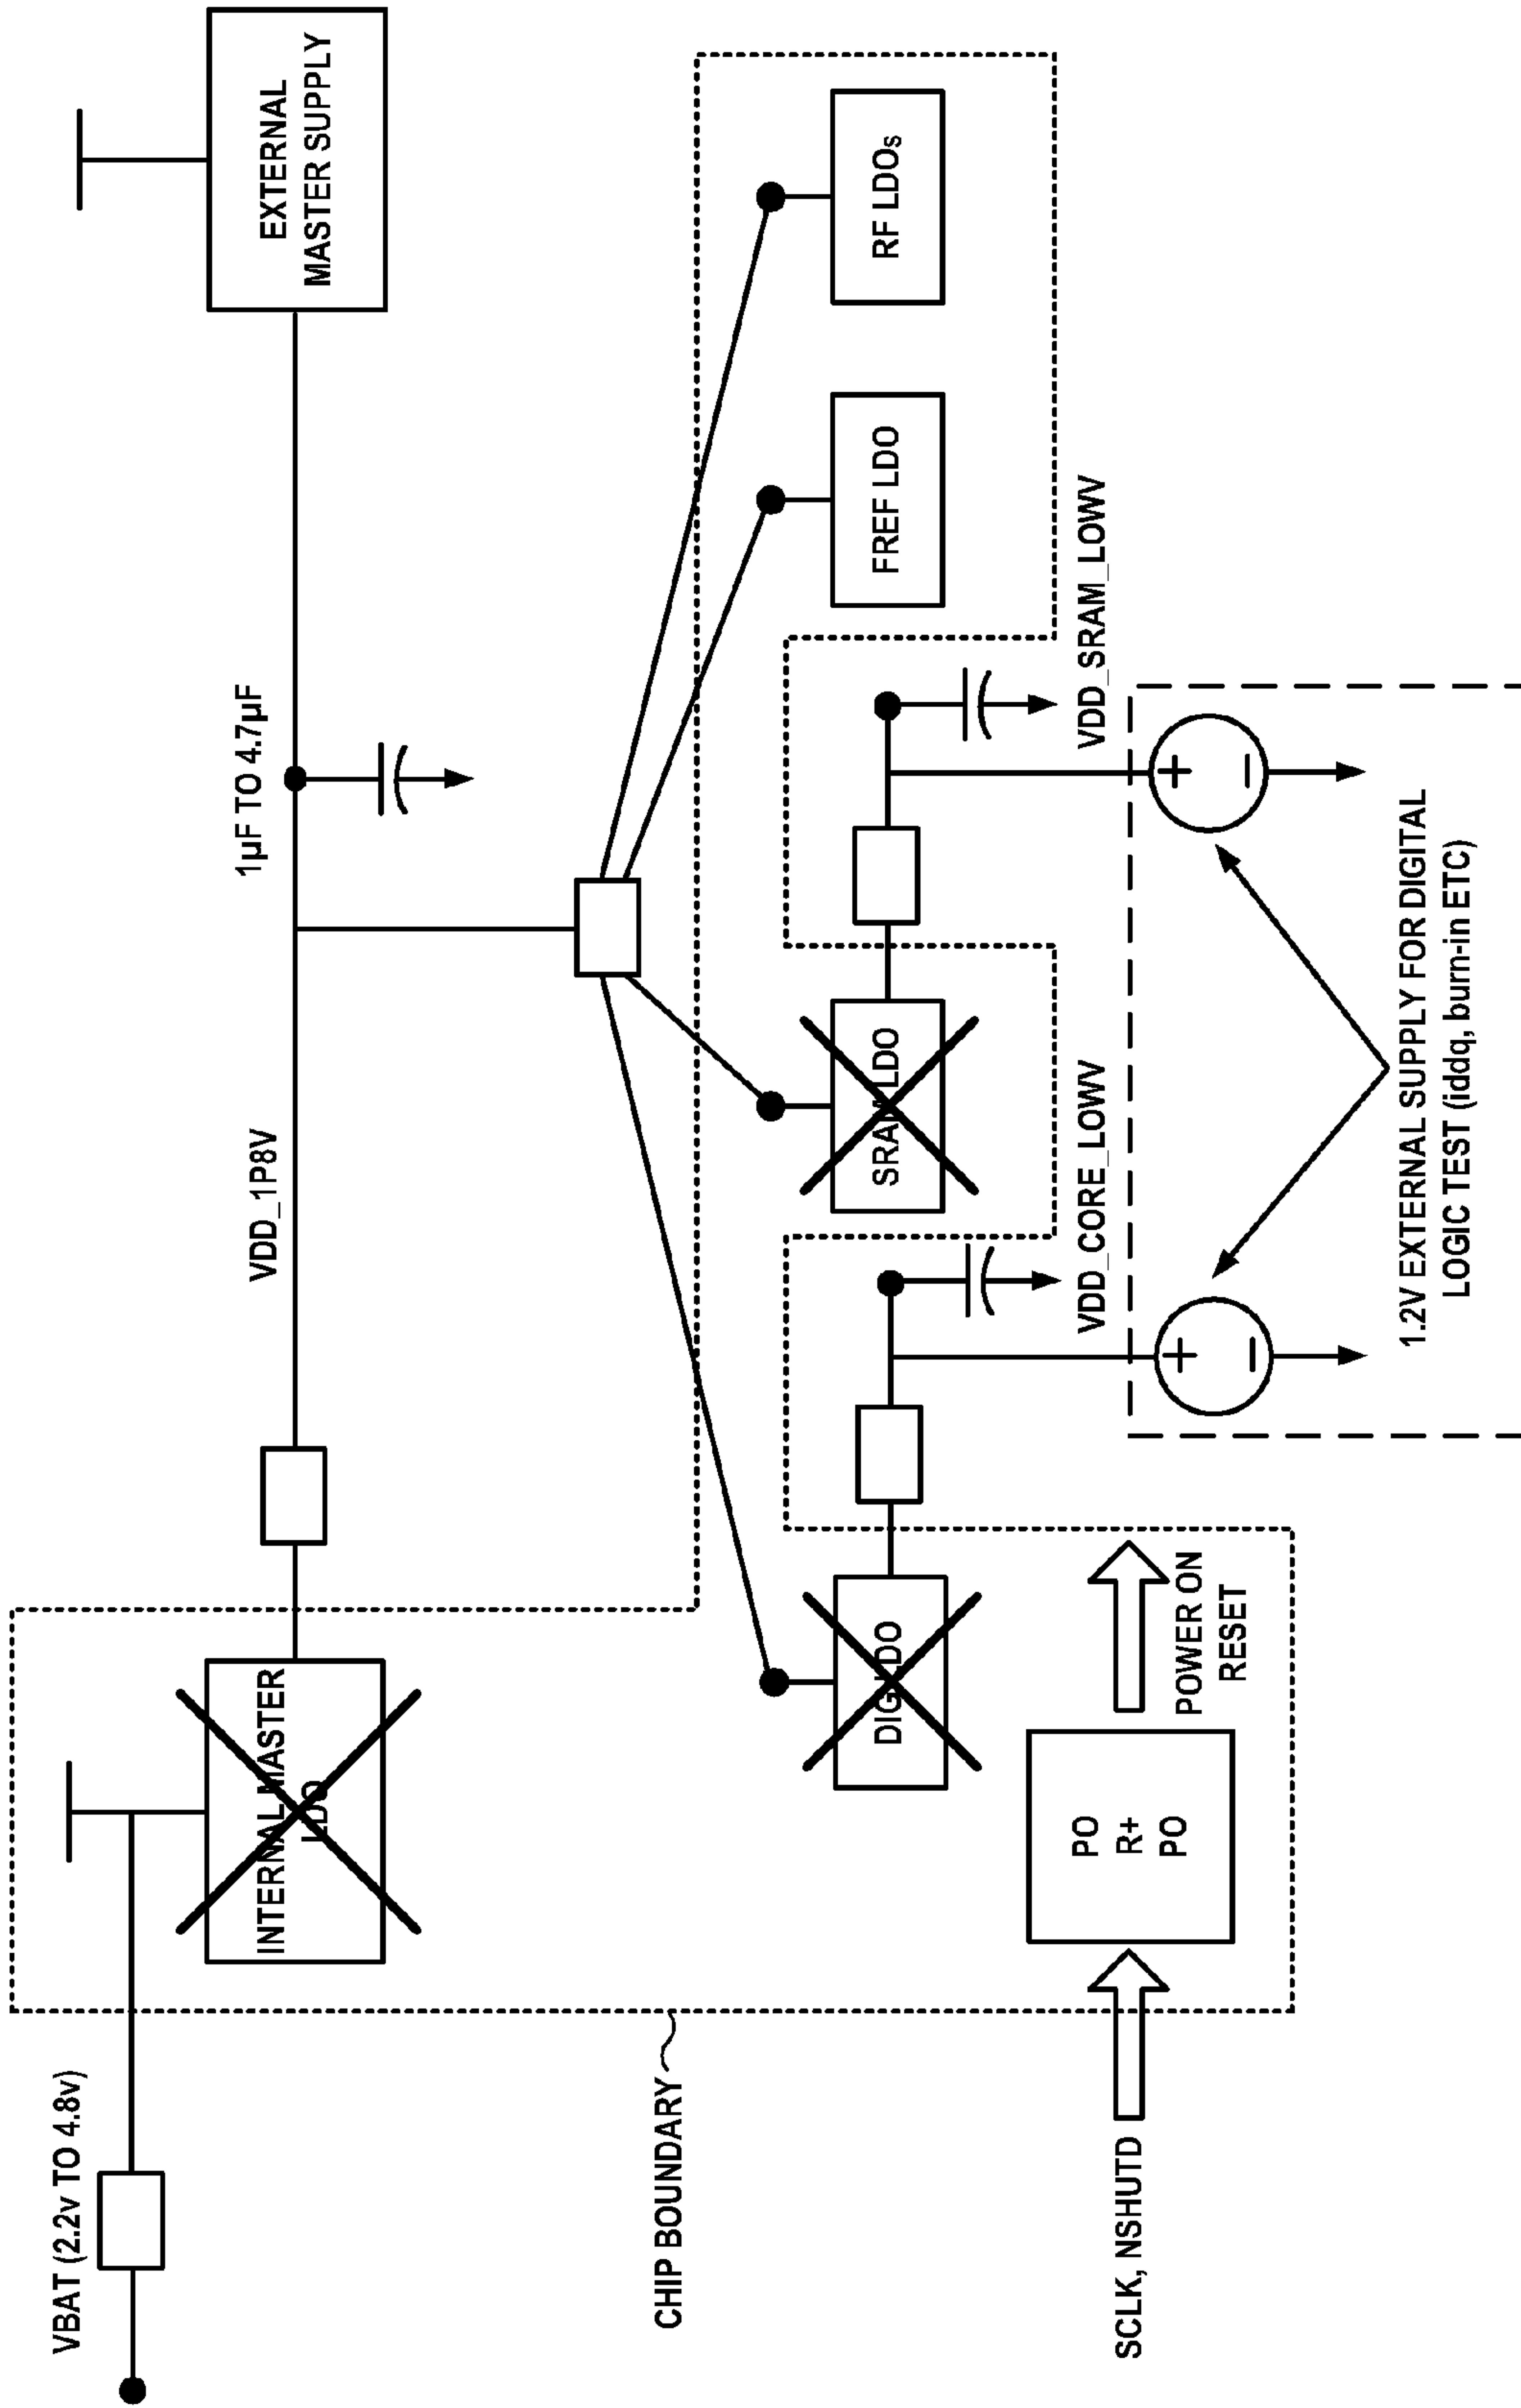 VBAT (2.2v TO 4.8v)
INTERNAL MASTER
LDO
VDD_1P8V
1µF TO 4.7µF
EXTERNAL
MASTER SUPPLY
CHIP BOUNDARY
DIG LDO
SRAM LDO
FREF LDO
RF LDOs
SCLK, NSHUTD
PO
R+
PO
POWER ON
RESET
VDD_CORE_LOWV
VDD_SRAM_LOWV
+
−
+
−
1.2V EXTERNAL SUPPLY FOR DIGITAL
LOGIC TEST (iddq, burn-in ETC)